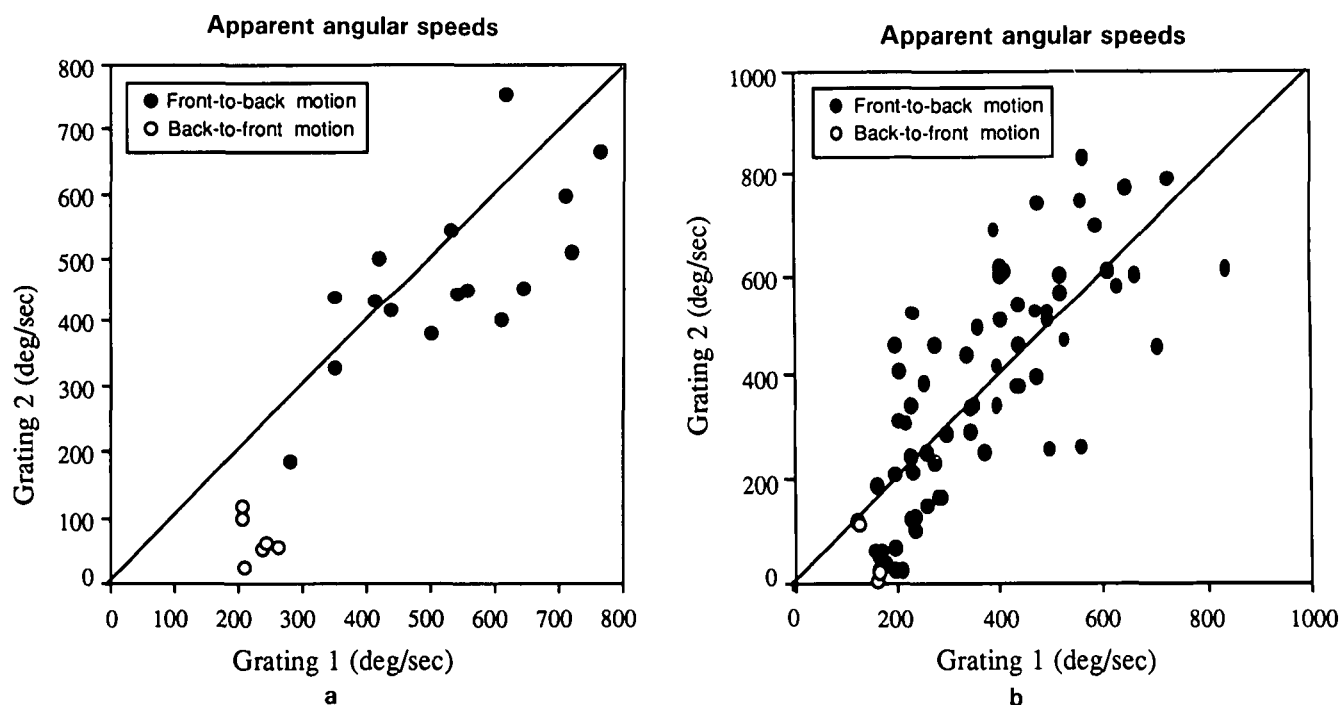 Apparent angular speeds
800
700
600
500
400
300
200
100
0
Grating 2 (deg/sec)
Front-to-back motion
Back-to-front motion
0 100 200 300 400 500 600 700 800
Grating 1 (deg/sec)
a
Apparent angular speeds
1000
800
600
400
200
0
Grating 2 (deg/sec)
Front-to-back motion
Back-to-front motion
0 200 400 600 800 1000
Grating 1 (deg/sec)
b